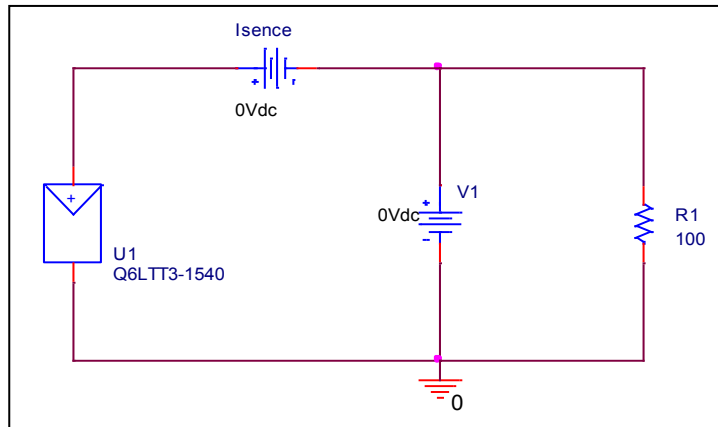 Isence
0Vdc
+
U1
Q6LTT3-1540
+
0Vdc
V1
+
-
R1
100
0